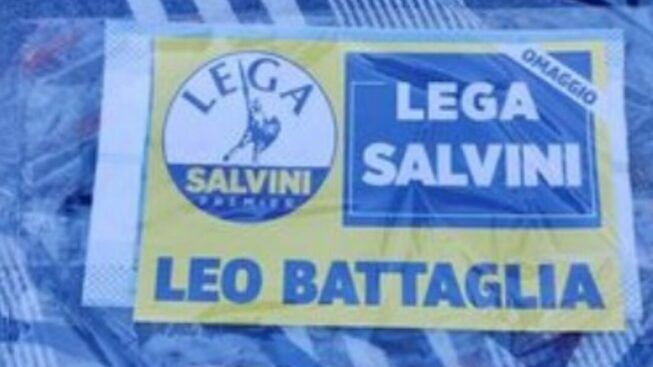 LEGA
SALVINI
PREMIER
LEGA
SALVINI
OMAGGIO
LEO BATTAGLIA